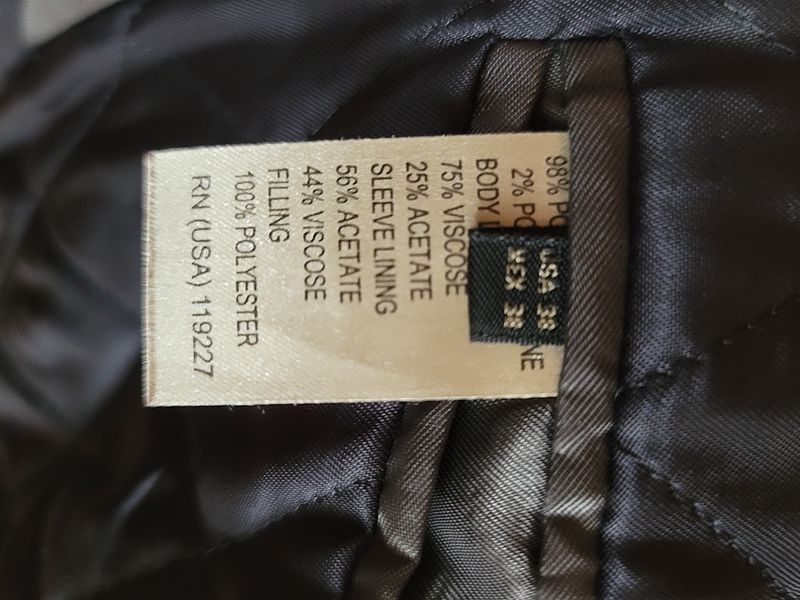 98% PO
2% PO NE
BODY L
75% VISCOSE
25% ACETATE
SLEEVE LINING
56% ACETATE
44% VISCOSE
FILLING
100% POLYESTER
RN (USA) 119227
USA 38
MEX 38